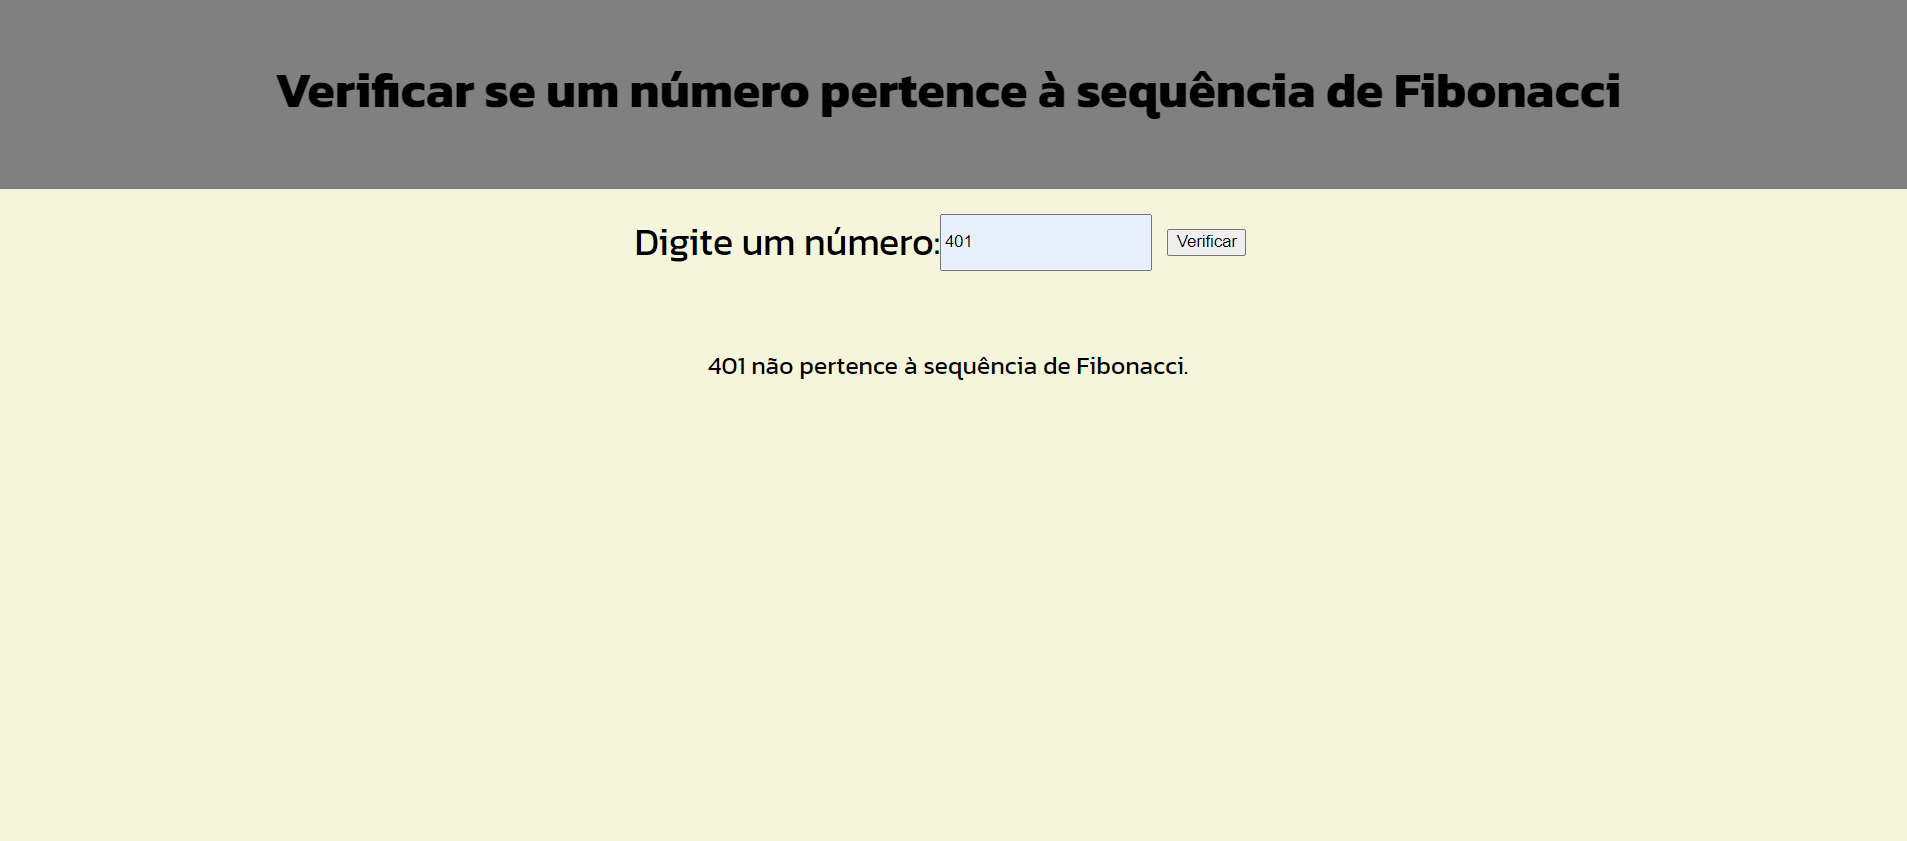 Verificar se um número pertence à sequência de Fibonacci
Digite um número: 401 Verificar
401 não pertence à sequência de Fibonacci.